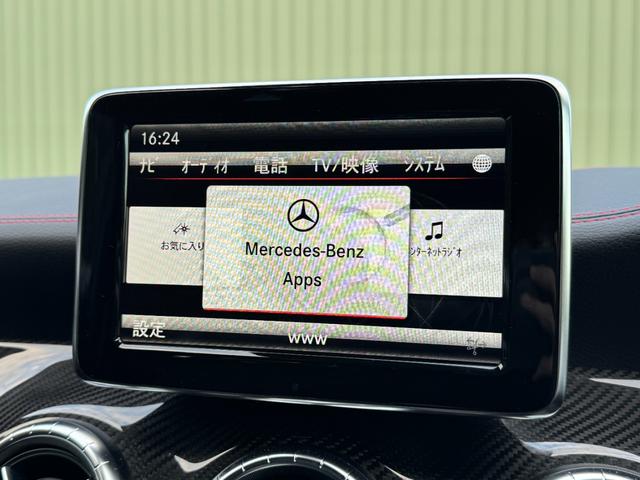 16:24
ナビ オーディオ 電話 TV/映像 システム
お気に入り
Mercedes-Benz
Apps
ンターネットラジオ
設定 www